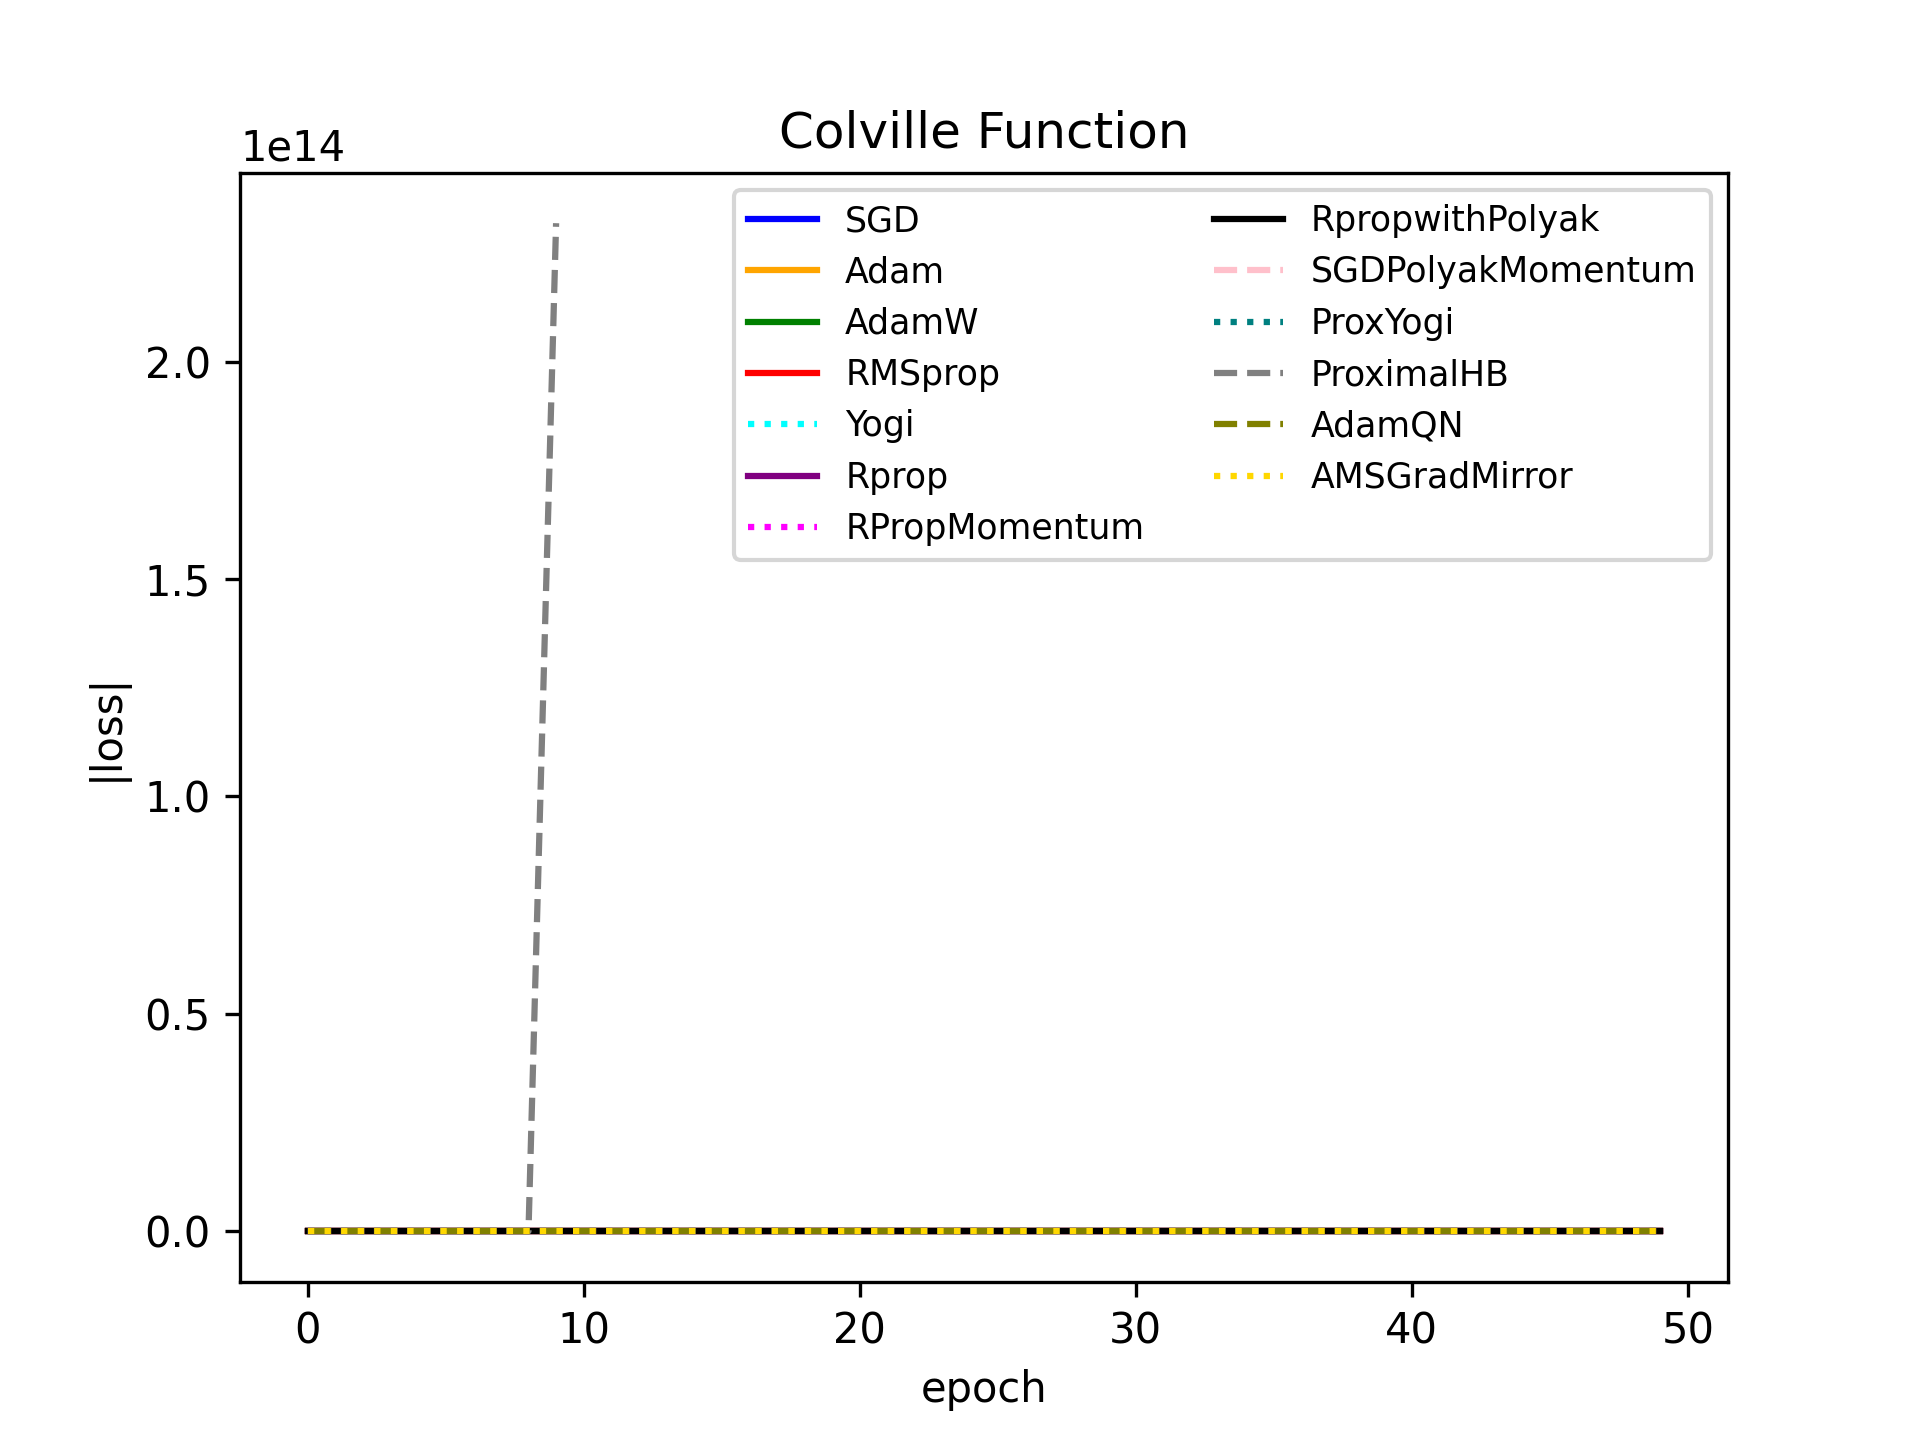 Colville Function
1e14
SGD
Adam
AdamW
RMSprop
Yogi
Rprop
RPropMomentum
RpropwithPolyak
SGDPolyakMomentum
ProxYogi
ProximalHB
AdamQN
AMSGradMirror
|loss|
2.0
1.5
1.0
0.5
0.0
0 10 20 30 40 50
epoch